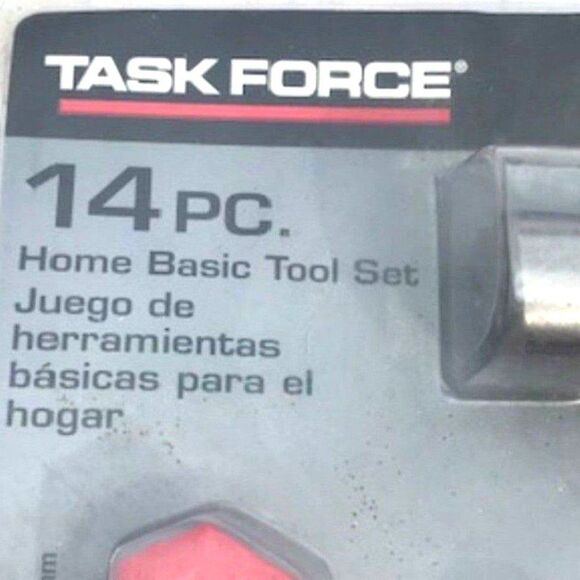 TASK FORCE®
14 PC.
Home Basic Tool Set
Juego de
herramientas
básicas para el
hogar